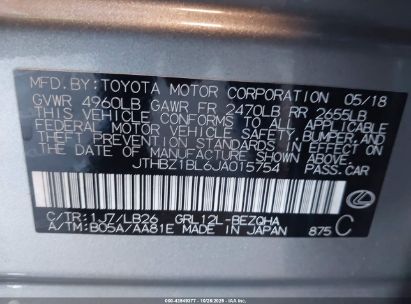 MFD. BY: TOYOTA MOTOR CORPORATION 05/18
GVWR 4960LB GAWR FR 2470LB RR 2655LB
THIS VEHICLE CONFORMS TO ALL APPLICABLE
FEDERAL MOTOR VEHICLE SAFETY, BUMPER AND
THEFT PREVENTION STANDARDS IN EFFECT ON
THE DATE OF MANUFACTURE SHOWN ABOVE.
JTHBZ1BL6JA015754 PASS.CAR
C/TR: 1J7/LB26 GRL12L-BEZQHA
A/TM: B05A/AA81E MADE IN JAPAN 875 C